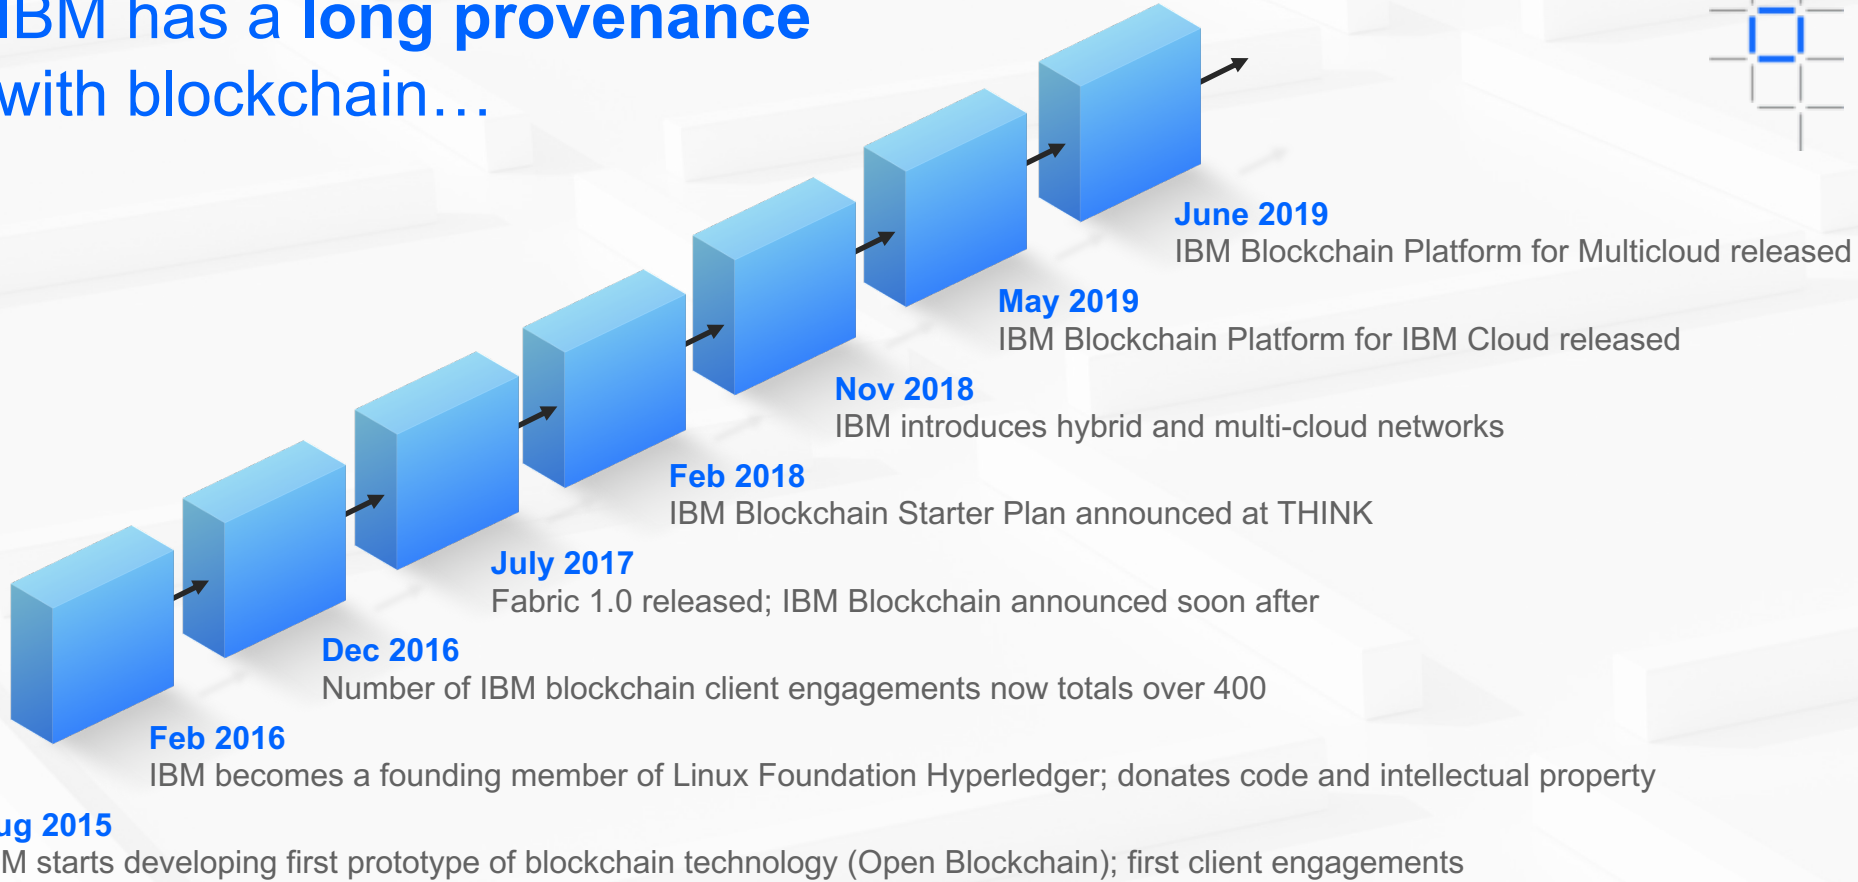 IBM has a long provenance
with blockchain…
June 2019
IBM Blockchain Platform for Multicloud released
May 2019
IBM Blockchain Platform for IBM Cloud released
Nov 2018
IBM introduces hybrid and multi-cloud networks
Feb 2018
IBM Blockchain Starter Plan announced at THINK
July 2017
Fabric 1.0 released; IBM Blockchain announced soon after
Dec 2016
Number of IBM blockchain client engagements now totals over 400
Feb 2016
IBM becomes a founding member of Linux Foundation Hyperledger; donates code and intellectual property
ug 2015
M starts developing first prototype of blockchain technology (Open Blockchain); first client engagements